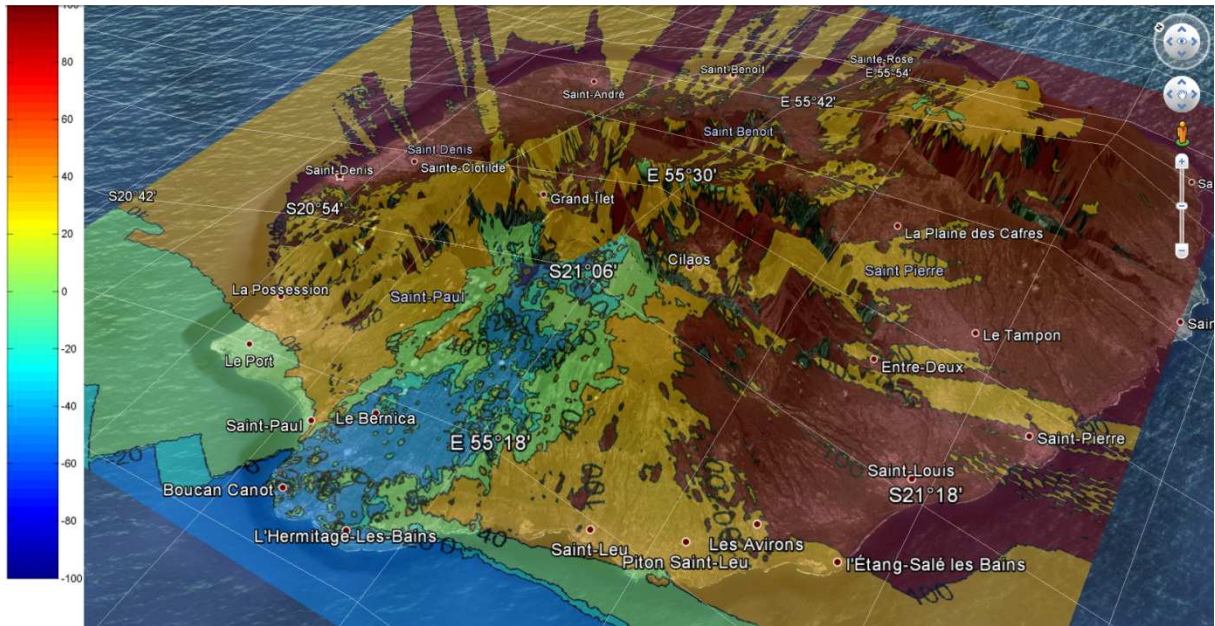 100
80
60
40
20
0
-20
-40
-60
-80
-100
Sainte-Rose
E 55°54'
Saint-Benoît
Saint-André
E 55°42'
Saint Benoit
Saint Denis
Saint-Denis
Sainte-Clotilde
E 55°30'
S20°42'
S20°54'
Grand-Îlet
La Plaine des Cafres
Cilaos
S21°06'
Saint Pierre
La Possession
Saint-Paul
Le Port
Le Tampon
Entre-Deux
Saint-Paul
Le Bernica
E 55°18'
Saint-Pierre
Saint-Louis
S21°18'
Boucan Canot
L'Hermitage-Les-Bains
Saint-Leu
Piton Saint-Leu
Les Avirons
l'Étang-Salé les Bains
100